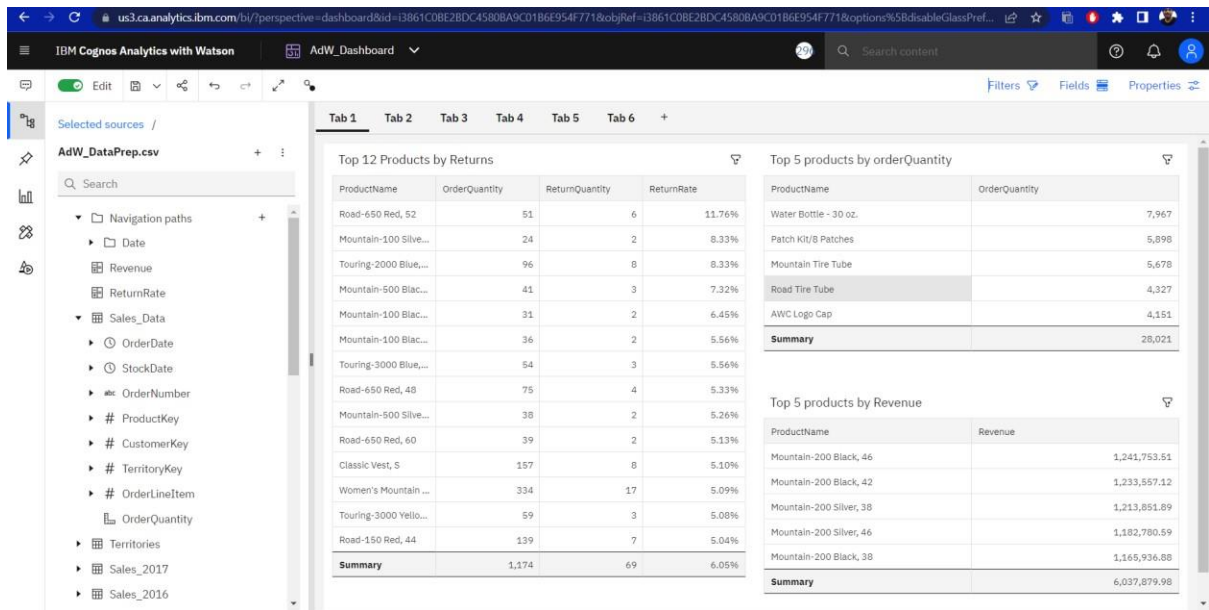 us3.ca.analytics.ibm.com/bi/?perspective=dashboard&id=i3861C0BE2BDC4580BA9C01B6E954F771&objRef=i3861C0BE2BDC4580BA9C01B6E954F771&options%5BdisableGlassPref...
IBM Cognos Analytics with Watson AdW_Dashboard Search content
Edit Filters Fields Properties
Selected sources / Tab 1 Tab 2 Tab 3 Tab 4 Tab 5 Tab 6 +
AdW_DataPrep.csv
Search
Navigation paths
Date
Revenue
ReturnRate
Sales_Data
OrderDate
StockDate
abc OrderNumber
# ProductKey
# CustomerKey
# TerritoryKey
# OrderLineItem
OrderQuantity
Territories
Sales_2017
Sales_2016
Top 12 Products by Returns
ProductName OrderQuantity ReturnQuantity ReturnRate
Road-650 Red, 52 51 6 11.76%
Mountain-100 Silve... 24 2 8.33%
Touring-2000 Blue,... 96 8 8.33%
Mountain-500 Blac... 41 3 7.32%
Mountain-100 Blac... 31 2 6.45%
Mountain-100 Blac... 36 2 5.56%
Touring-3000 Blue,... 54 3 5.56%
Road-650 Red, 48 75 4 5.33%
Mountain-500 Silve... 38 2 5.26%
Road-650 Red, 60 39 2 5.13%
Classic Vest, S 157 8 5.10%
Women's Mountain ... 334 17 5.09%
Touring-3000 Yello... 59 3 5.08%
Road-150 Red, 44 139 7 5.04%
Summary 1,174 69 6.05%
Top 5 products by orderQuantity
ProductName OrderQuantity
Water Bottle - 30 oz. 7,967
Patch Kit/8 Patches 5,898
Mountain Tire Tube 5,678
Road Tire Tube 4,327
AWC Logo Cap 4,151
Summary 28,021
Top 5 products by Revenue
ProductName Revenue
Mountain-200 Black, 46 1,241,753.51
Mountain-200 Black, 42 1,233,557.12
Mountain-200 Silver, 38 1,213,851.89
Mountain-200 Silver, 46 1,182,780.59
Mountain-200 Black, 38 1,165,936.88
Summary 6,037,879.98